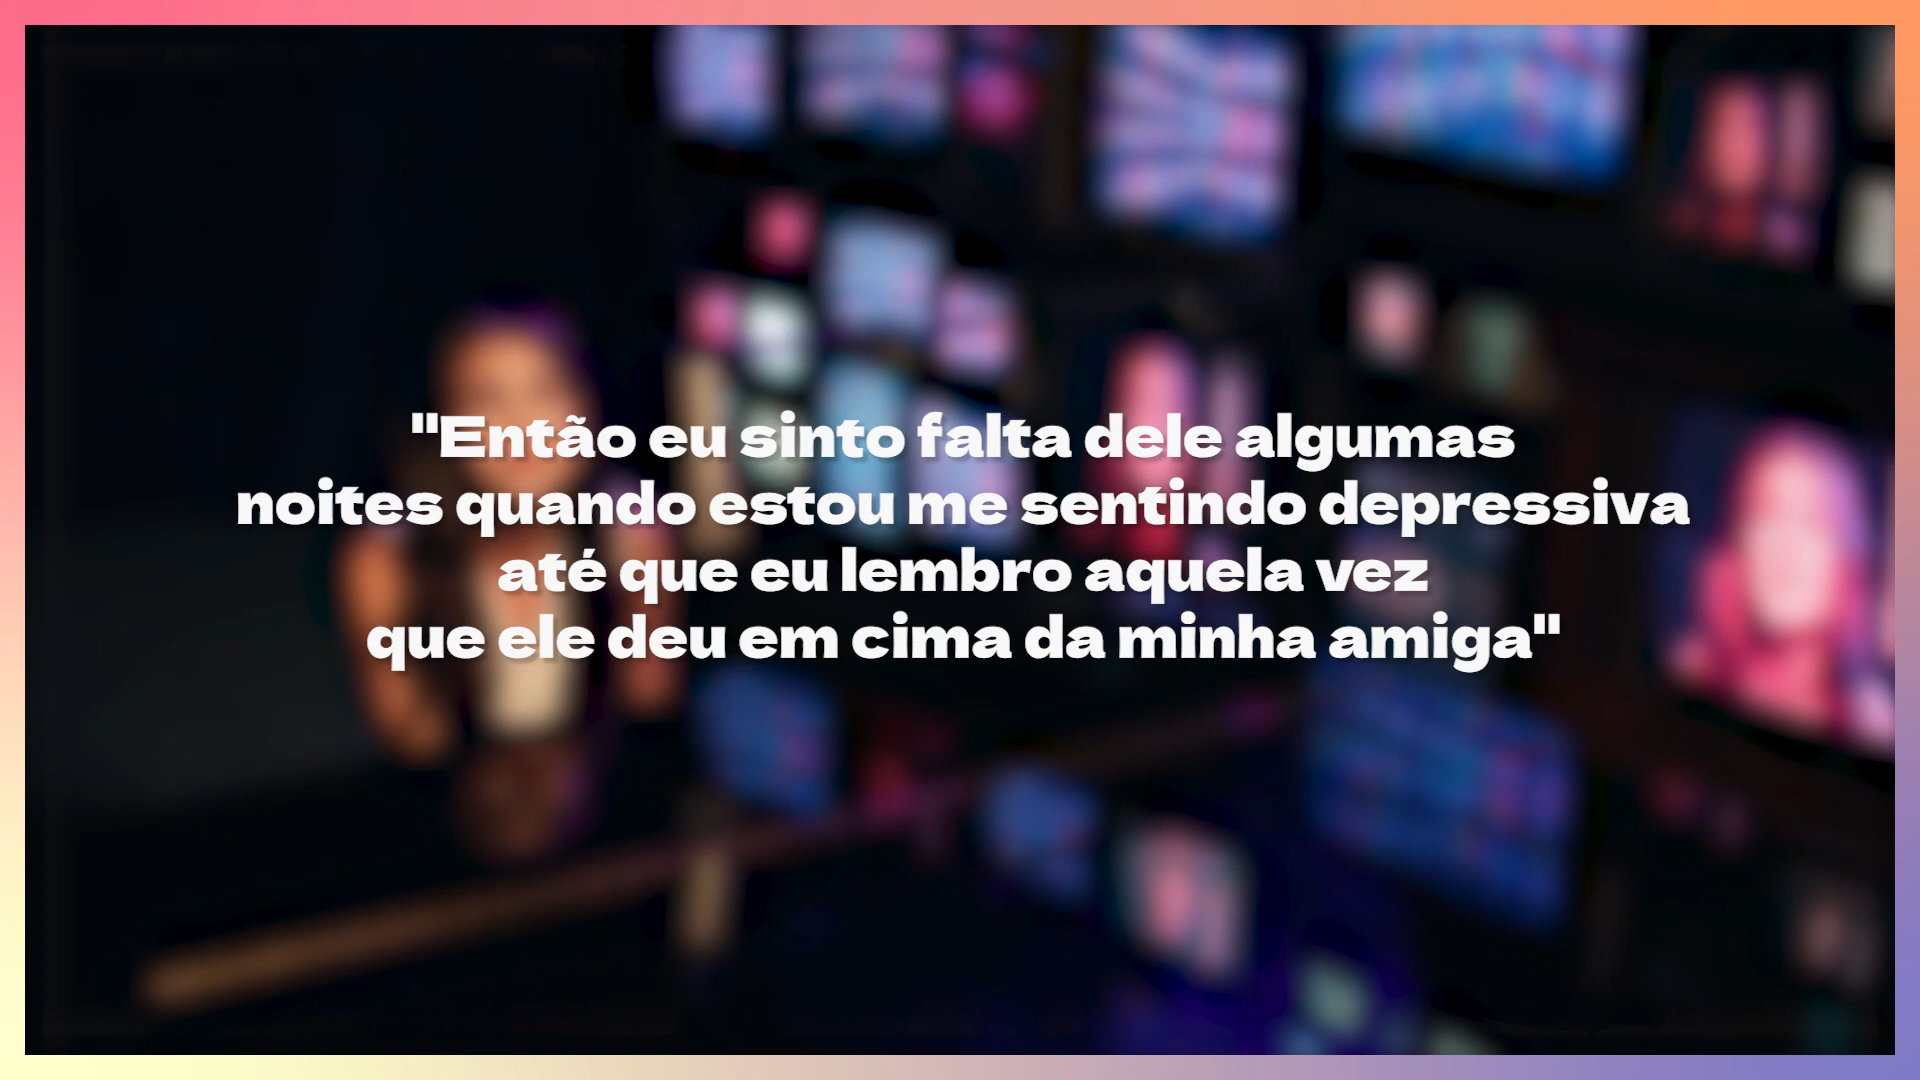 "Então eu sinto falta dele algumas
noites quando estou me sentindo depressiva
até que eu lembro aquela vez
que ele deu em cima da minha amiga"